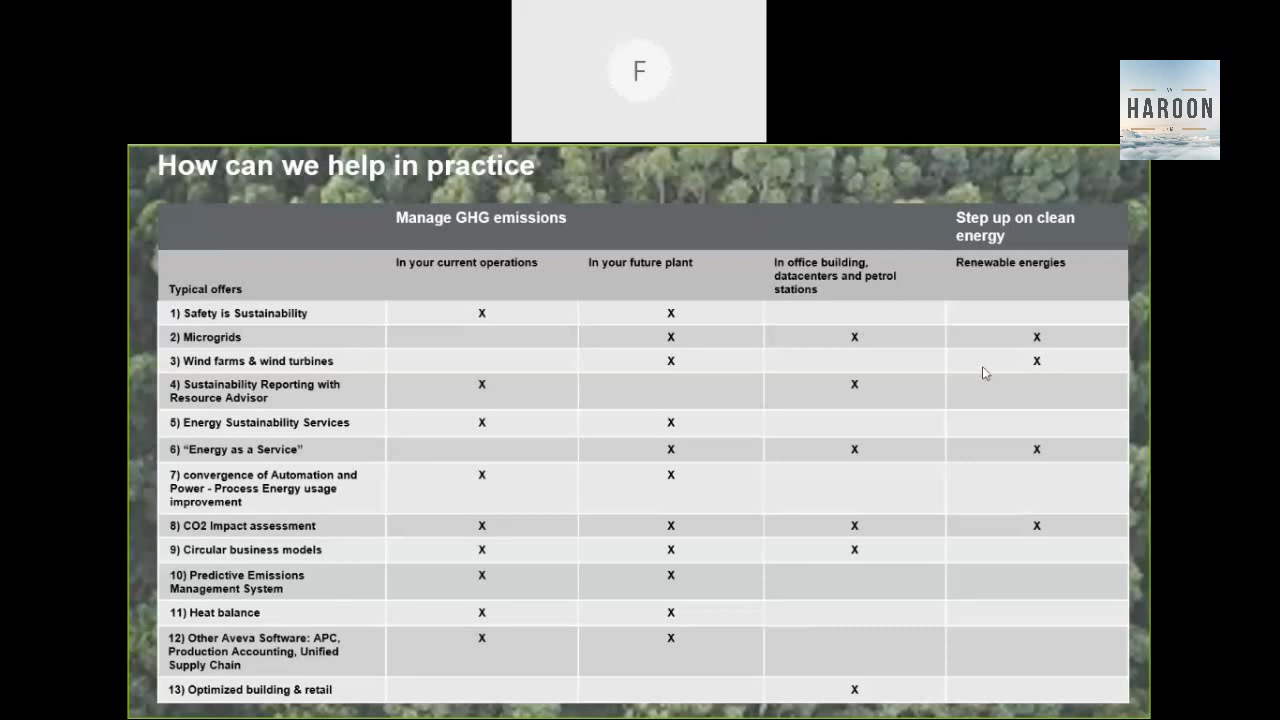 F
HAROON
How can we help in practice
Manage GHG emissions
Step up on clean
energy
Typical offers
In your current operations
In your future plant
In office building,
datacenters and petrol
stations
Renewable energies
1) Safety is Sustainability X X
2) Microgrids X X X
3) Wind farms & wind turbines X X
4) Sustainability Reporting with
Resource Advisor X X
5) Energy Sustainability Services X X
6) “Energy as a Service” X X X
7) convergence of Automation and
Power - Process Energy usage
improvement X X
8) CO2 Impact assessment X X X X
9) Circular business models X X X
10) Predictive Emissions
Management System X X
11) Heat balance X X
12) Other Aveva Software: APC,
Production Accounting, Unified
Supply Chain X X
13) Optimized building & retail X